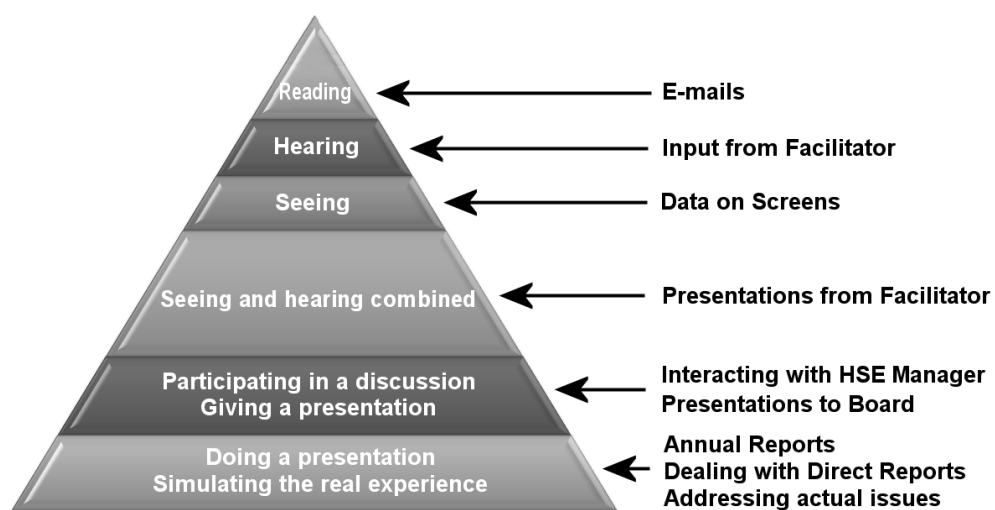 Reading
E-mails
Hearing
Input from Facilitator
Seeing
Data on Screens
Seeing and hearing combined
Presentations from Facilitator
Participating in a discussion
Giving a presentation
Interacting with HSE Manager
Presentations to Board
Doing a presentation
Simulating the real experience
Annual Reports
Dealing with Direct Reports
Addressing actual issues